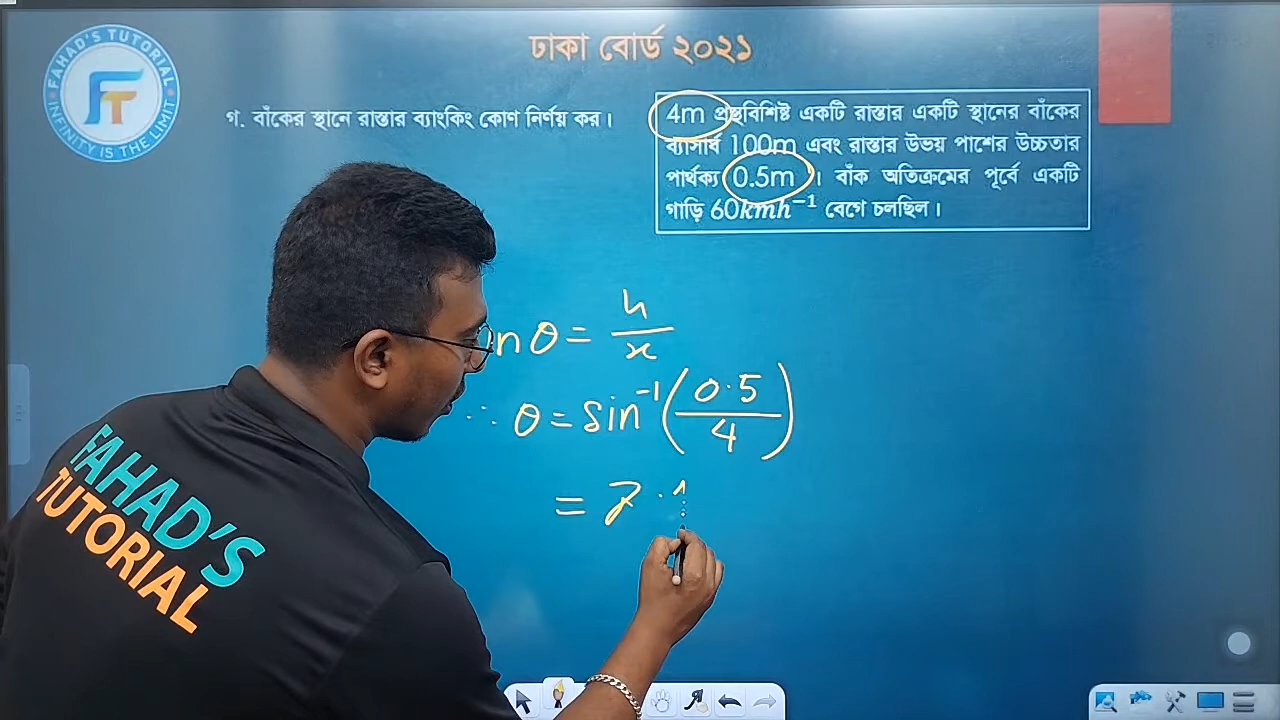 ঢাকা বোর্ড ২০২১
FAHAD'S TUTORIAL
INFINITY IS THE LIMIT
FT
গ. বাঁকের স্থানে রাস্তার ব্যাংকিং কোণ নির্ণয় কর।
4m প্রস্থবিশিষ্ট একটি রাস্তার একটি স্থানের বাঁকের
ব্যাসার্ধ 100m এবং রাস্তার উভয় পাশের উচ্চতার
পার্থক্য 0.5m । বাঁক অতিক্রমের পূর্বে একটি
গাড়ি 60kmh⁻¹ বেগে চলছিল।
nθ = h/x
∴ θ = sin⁻¹(0.5/4)
= 7.1
FAHAD'S
TUTORIAL